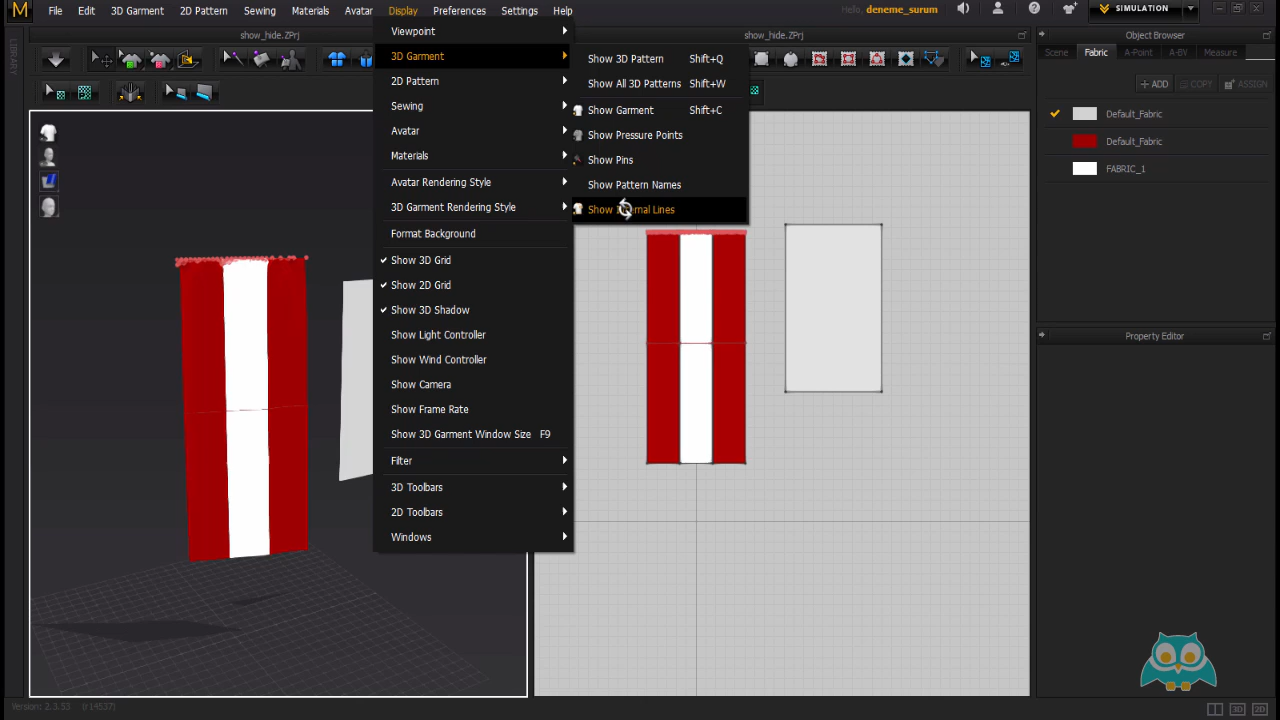 M File Edit 3D Garment 2D Pattern Sewing Materials Avatar Display Preferences Settings Help Hello, deneme_surum SIMULATION
show_hide.ZPrj
show_hide.ZPrj
LIBRARY
Viewpoint
3D Garment
2D Pattern
Sewing
Avatar
Materials
Avatar Rendering Style
3D Garment Rendering Style
Format Background
Show 3D Grid
Show 2D Grid
Show 3D Shadow
Show Light Controller
Show Wind Controller
Show Camera
Show Frame Rate
Show 3D Garment Window Size F9
Filter
3D Toolbars
2D Toolbars
Windows
Show 3D Pattern Shift+Q
Show All 3D Patterns Shift+W
Show Garment Shift+C
Show Pressure Points
Show Pins
Show Pattern Names
Show Internal Lines
Object Browser
Scene Fabric A-Point A-BV Measure
+ ADD COPY ASSIGN
Default_Fabric
Default_Fabric
FABRIC_1
Property Editor
Version: 2.3.53 (r14537)
3D 2D